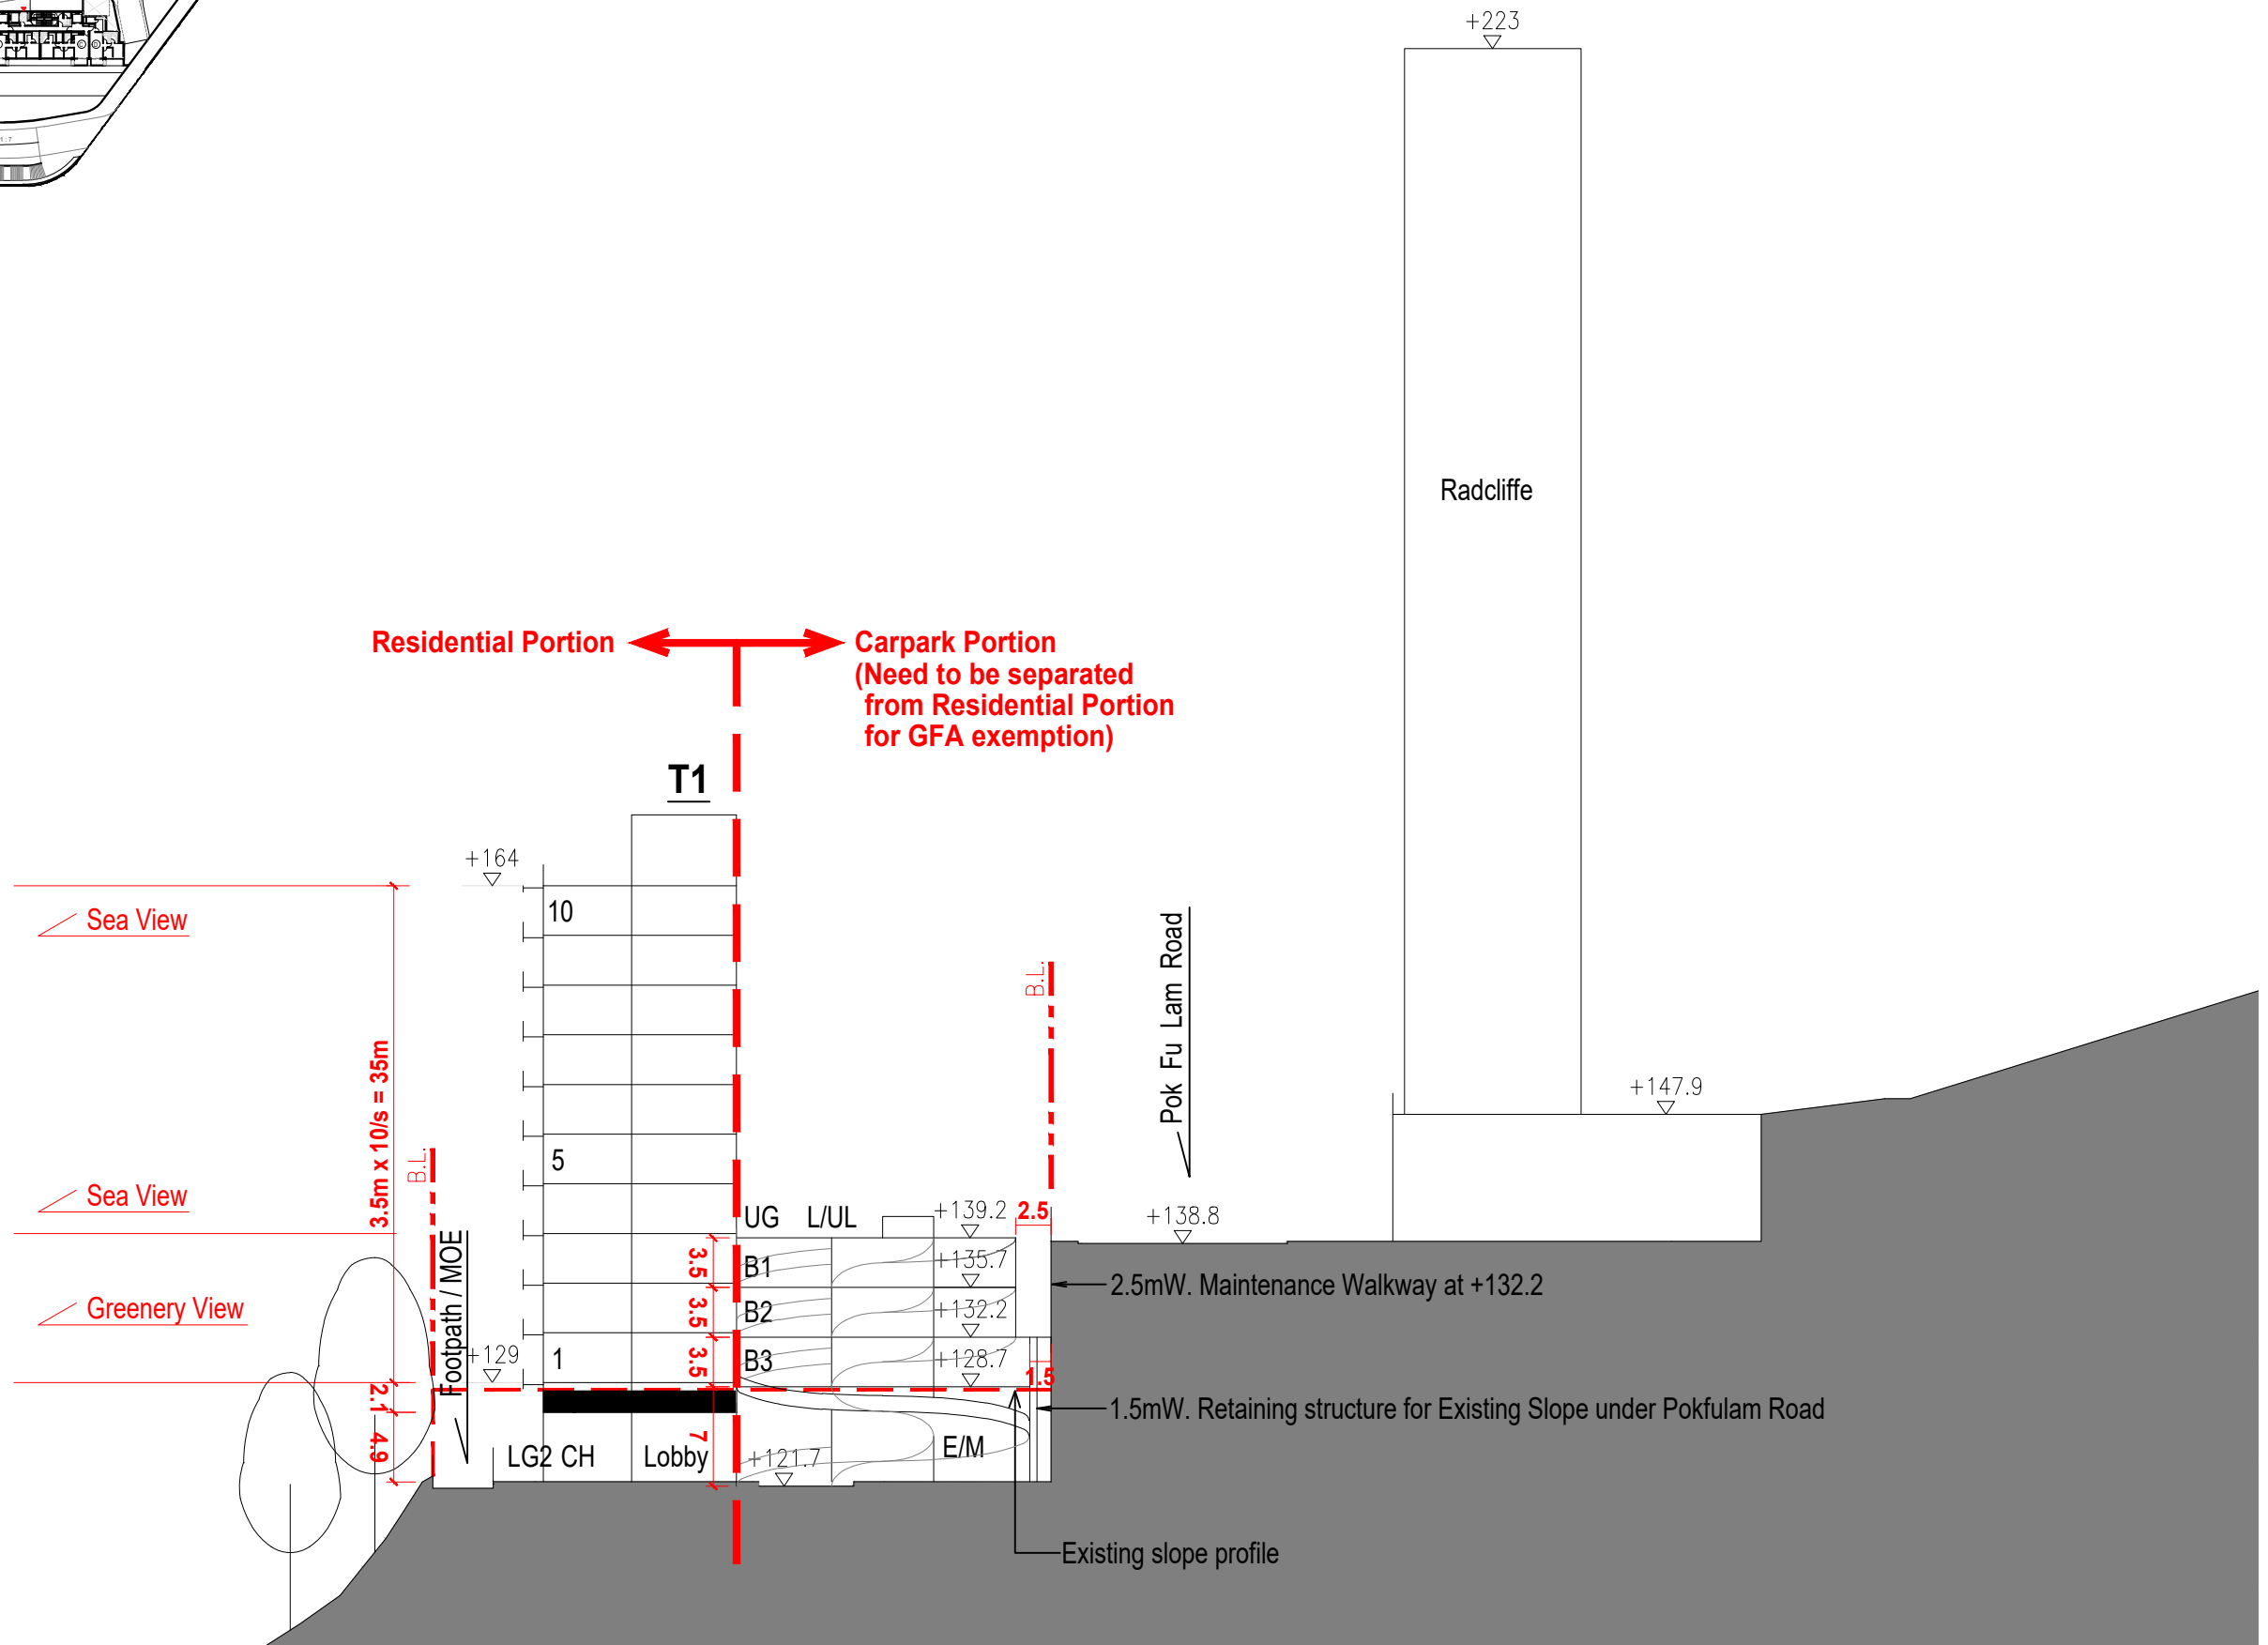 +223
Radcliffe
Residential Portion
Carpark Portion
(Need to be separated
from Residential Portion
for GFA exemption)
T1
+164
10
Sea View
B.L.
Pok Fu Lam Road
+147.9
3.5m x 10/s = 35m
B.L.
5
Sea View
UG L/UL
+139.2
2.5
+138.8
Footpath / MOE
3.5
B1
+135.7
2.5mW. Maintenance Walkway at +132.2
Greenery View
3.5
B2
+132.2
+129
1
3.5
B3
+128.7
1.5
2.1
1.5mW. Retaining structure for Existing Slope under Pokfulam Road
4.9
LG2 CH
Lobby
7
+121.7
E/M
Existing slope profile